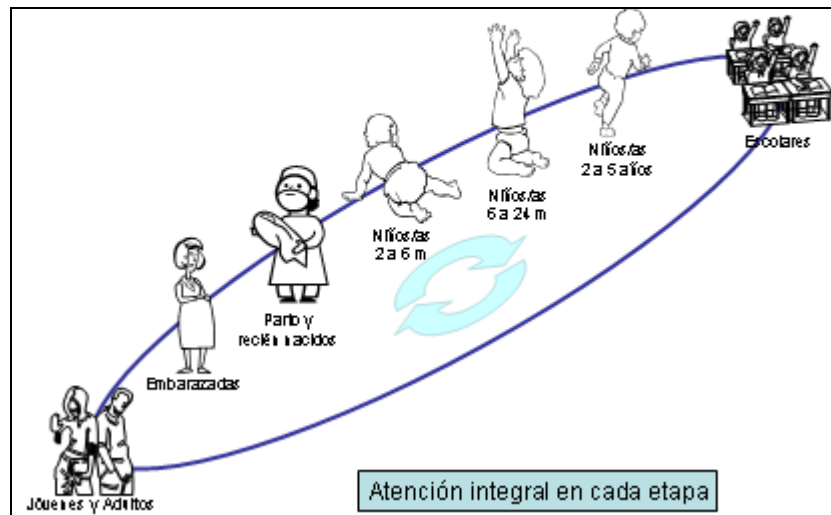 Escolares
Niños/as
2 a 5 años
Niños/as
6 a 24 m
Niños/as
2 a 6 m
Parto y
recién nacidos
Embarazadas
Jóvenes y Adultos
Atención integral en cada etapa